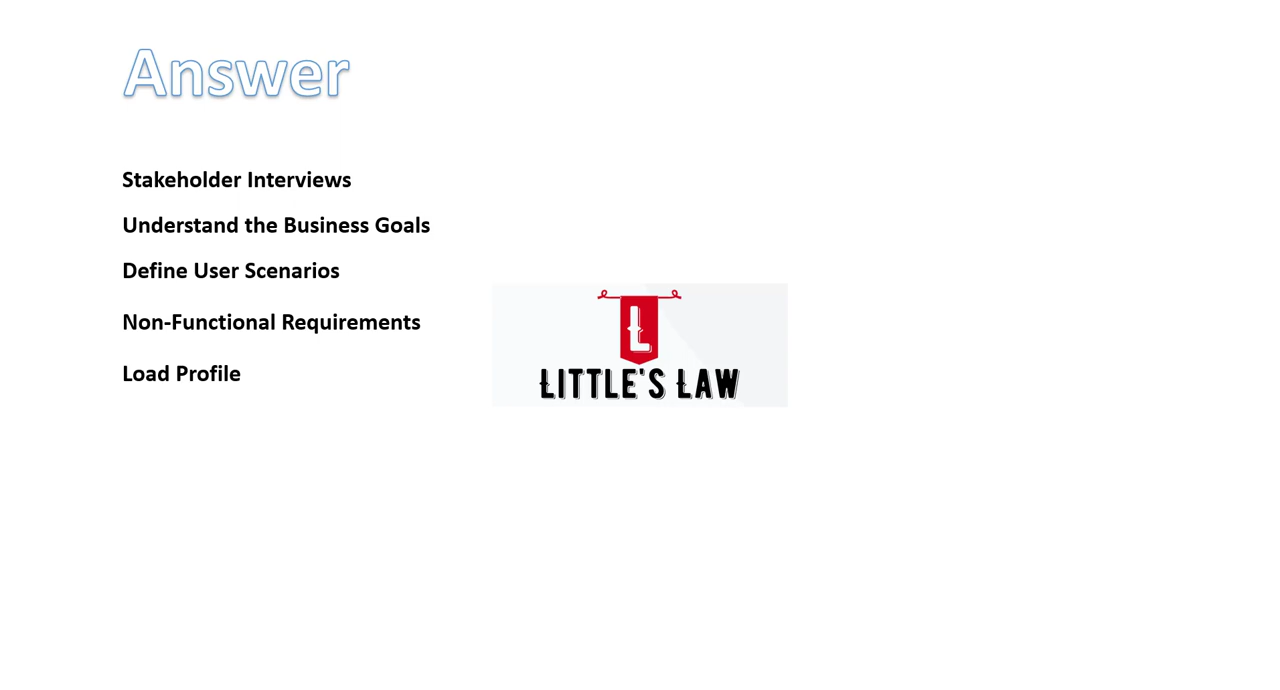 Answer
Stakeholder Interviews
Understand the Business Goals
Define User Scenarios
Non-Functional Requirements
Load Profile
L
LITTLE'S LAW